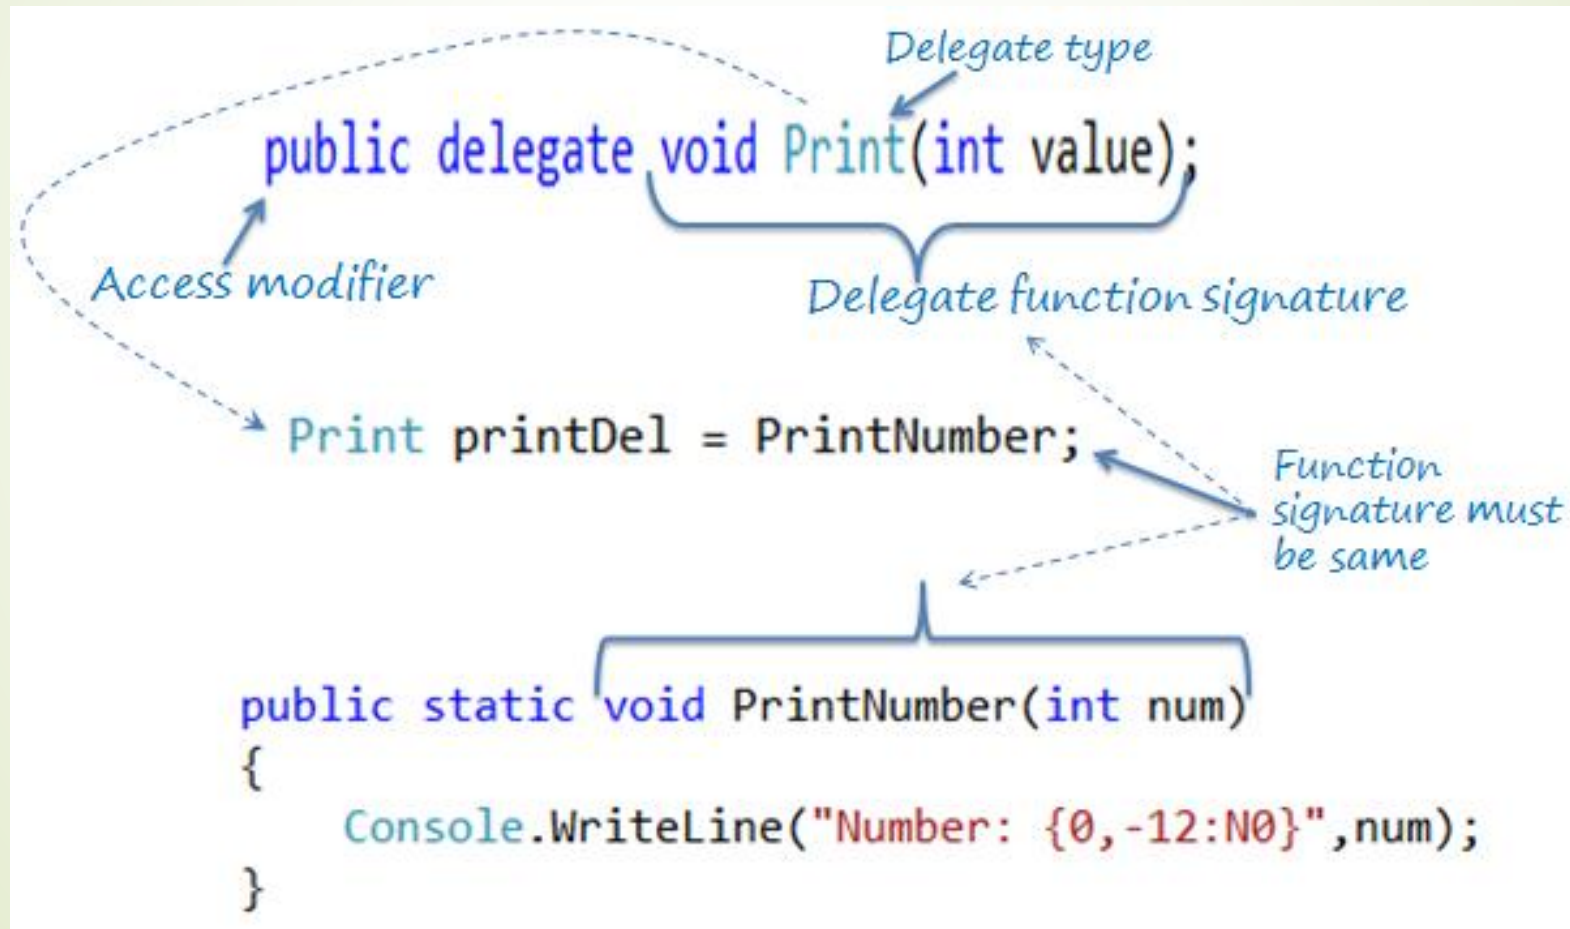 Delegate type
public delegate void Print(int value);
Access modifier
Delegate function signature
Print printDel = PrintNumber;
Function
signature must
be same
public static void PrintNumber(int num)
{
Console.WriteLine("Number: {0,-12:N0}",num);
}